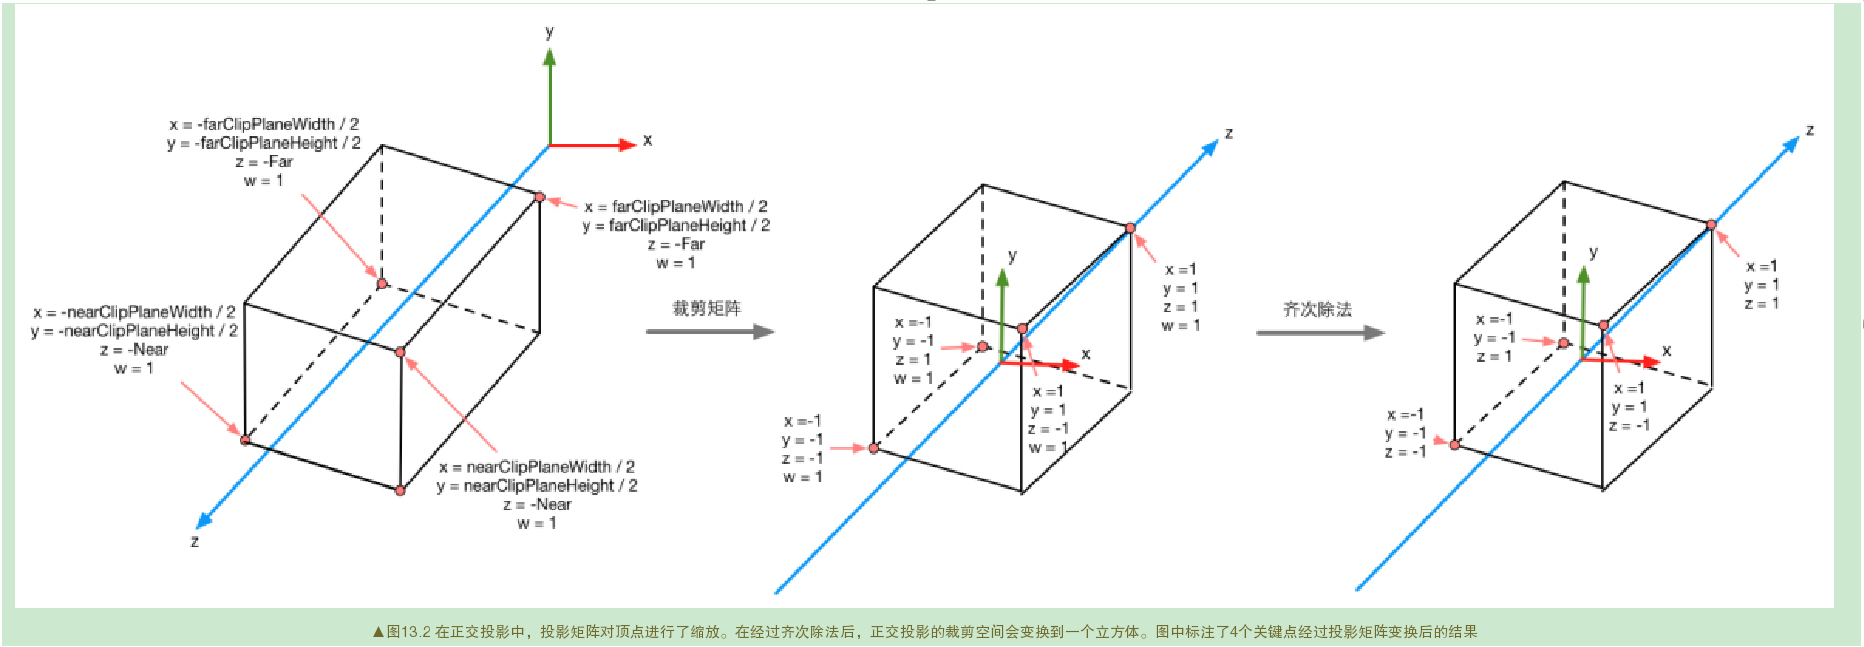 y
x
x = -farClipPlaneWidth / 2
y = -farClipPlaneHeight / 2
z = -Far
w = 1
x = farClipPlaneWidth / 2
y = farClipPlaneHeight / 2
z = -Far
w = 1
x = -nearClipPlaneWidth / 2
y = -nearClipPlaneHeight / 2
z = -Near
w = 1
x = nearClipPlaneWidth / 2
y = nearClipPlaneHeight / 2
z = -Near
w = 1
z
裁剪矩阵
z
y
x
x =1
y = 1
z = 1
w = 1
x =-1
y = -1
z = 1
w = 1
x =1
y = 1
z = -1
w = 1
x =-1
y = -1
z = -1
w = 1
齐次除法
z
y
x
x =1
y = 1
z = 1
x =-1
y = -1
z = 1
x =1
y = 1
z = -1
x =-1
y = -1
z = -1
▲图13.2 在正交投影中，投影矩阵对顶点进行了缩放。在经过齐次除法后，正交投影的裁剪空间会变换到一个立方体。图中标注了4个关键点经过投影矩阵变换后的结果